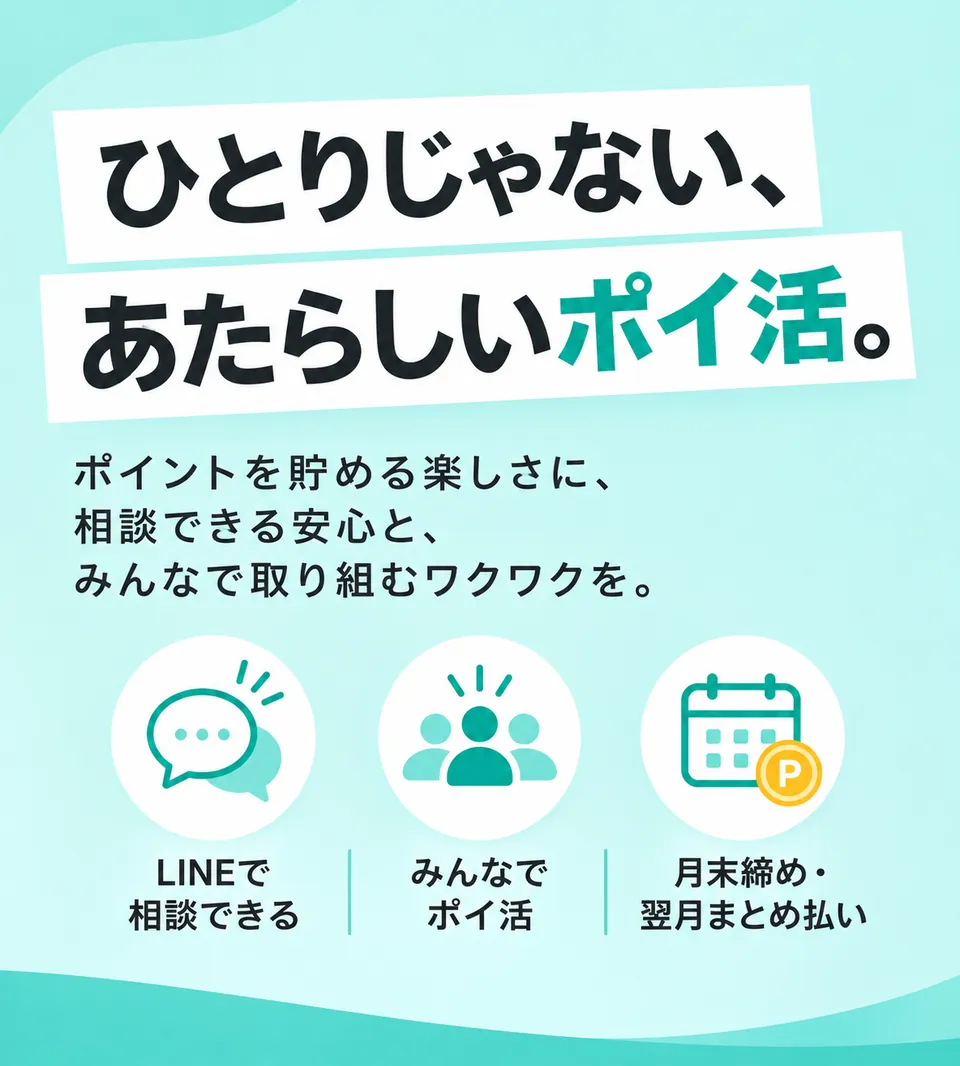 ひとりじゃない、
あたらしいポイ活。
ポイントを貯める楽しさに、
相談できる安心と、
みんなで取り組むワクワクを。
P
LINEで
相談できる
みんなで
ポイ活
月末締め・
翌月まとめ払い